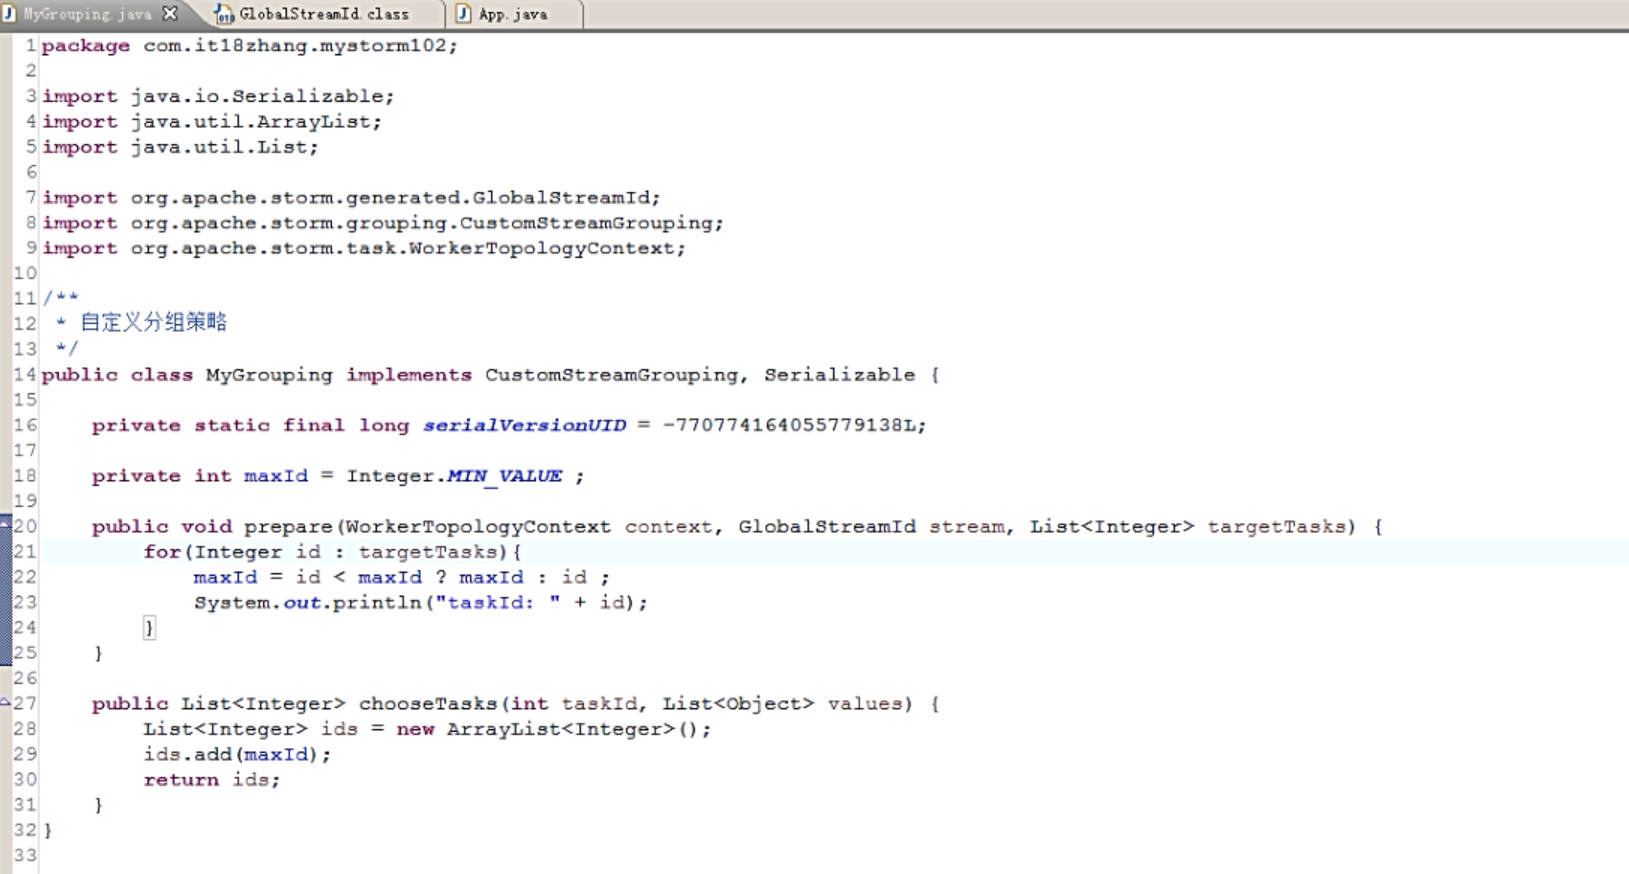 MyGrouping.java GlobalStreamId.class App.java
1 package com.it18zhang.mystorm102;
2
3 import java.io.Serializable;
4 import java.util.ArrayList;
5 import java.util.List;
6
7 import org.apache.storm.generated.GlobalStreamId;
8 import org.apache.storm.grouping.CustomStreamGrouping;
9 import org.apache.storm.task.WorkerTopologyContext;
10
11 /**
12 * 自定义分组策略
13 */
14 public class MyGrouping implements CustomStreamGrouping, Serializable {
15
16 private static final long serialVersionUID = -770774164055779138L;
17
18 private int maxId = Integer.MIN_VALUE ;
19
20 public void prepare(WorkerTopologyContext context, GlobalStreamId stream, List<Integer> targetTasks) {
21 for(Integer id : targetTasks){
22 maxId = id < maxId ? maxId : id ;
23 System.out.println("taskId: " + id);
24 }
25 }
26
27 public List<Integer> chooseTasks(int taskId, List<Object> values) {
28 List<Integer> ids = new ArrayList<Integer>();
29 ids.add(maxId);
30 return ids;
31 }
32 }
33